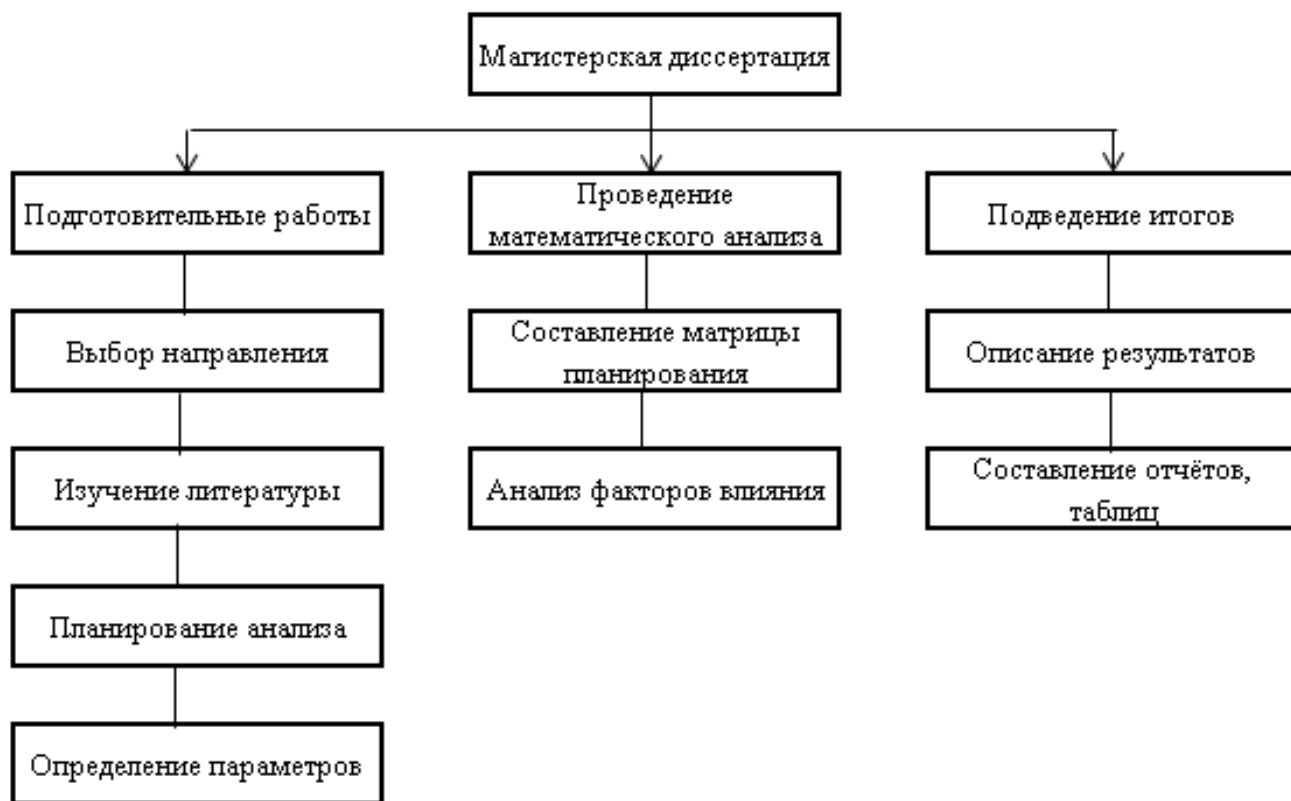 Магистерская диссертация
Подготовительные работы
Проведение
математического анализа
Подведение итогов
Выбор направления
Составление матрицы
планирования
Описание результатов
Изучение литературы
Анализ факторов влияния
Составление отчётов,
таблиц
Планирование анализа
Определение параметров